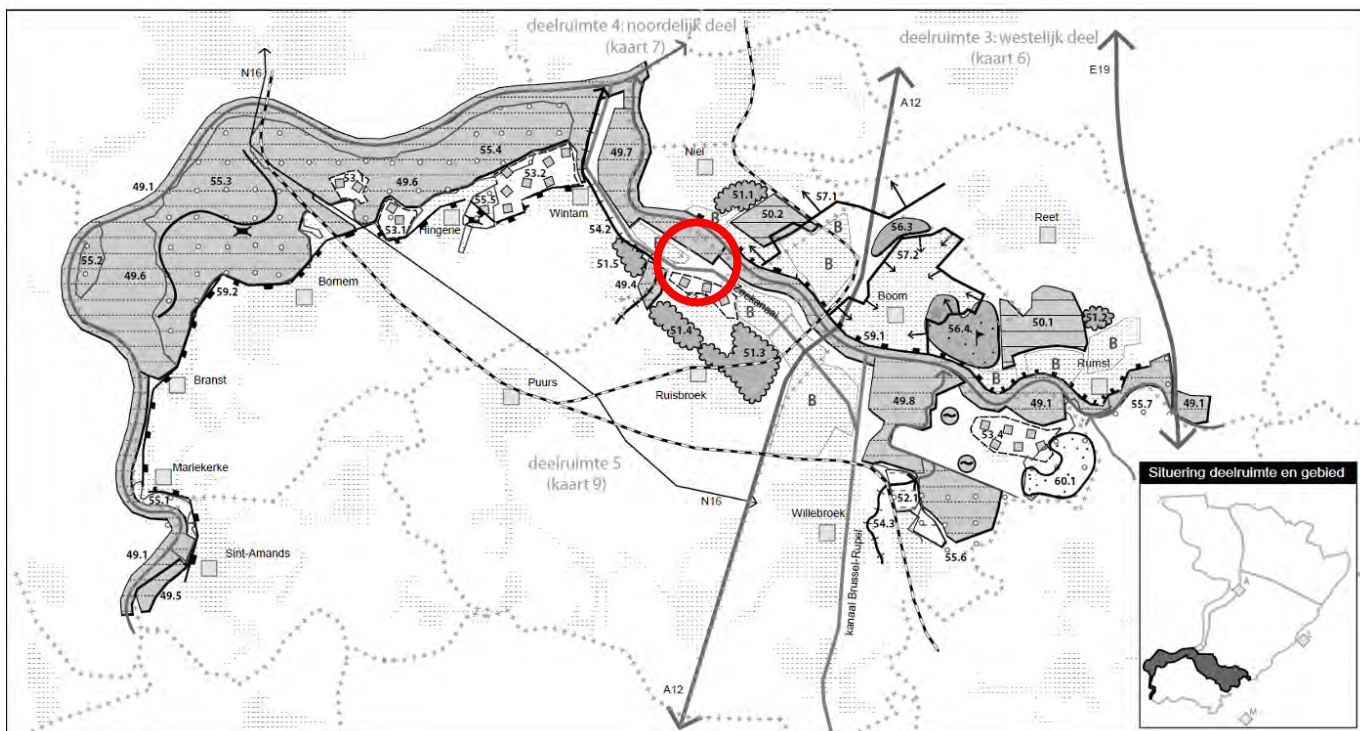 deelruimte 4: noordelijk deel
(kaart 7)
deelruimte 3: westelijk deel
(kaart 6)
E19
N16
A12
49.7
Niel
55.4
53.2
51.1
57.1
49.1
55.3
53.1
49.6
50.2
B
B
55.5
Wintam
56.3
Reet
53.1
Hingene
54.2
57.2
B
B
55.2
51.5
49.6
49.4
Bornem
59.2
Zeekanaal
Boom
51.4
B
56.4
50.1
51.2
59.1
B
51.3
B
Rumst
Branst
Puurs
Ruisbroek
B
49.8
49.1
55.7
49.1
53.4
Mariekerke
deelruimte 5
(kaart 9)
60.1
55.1
N16
52.1
Willebroek
54.3
49.1
Sint-Amands
55.6
49.5
kanaal Brussel-Rupel
A12
Situering deelruimte en gebied
A
M